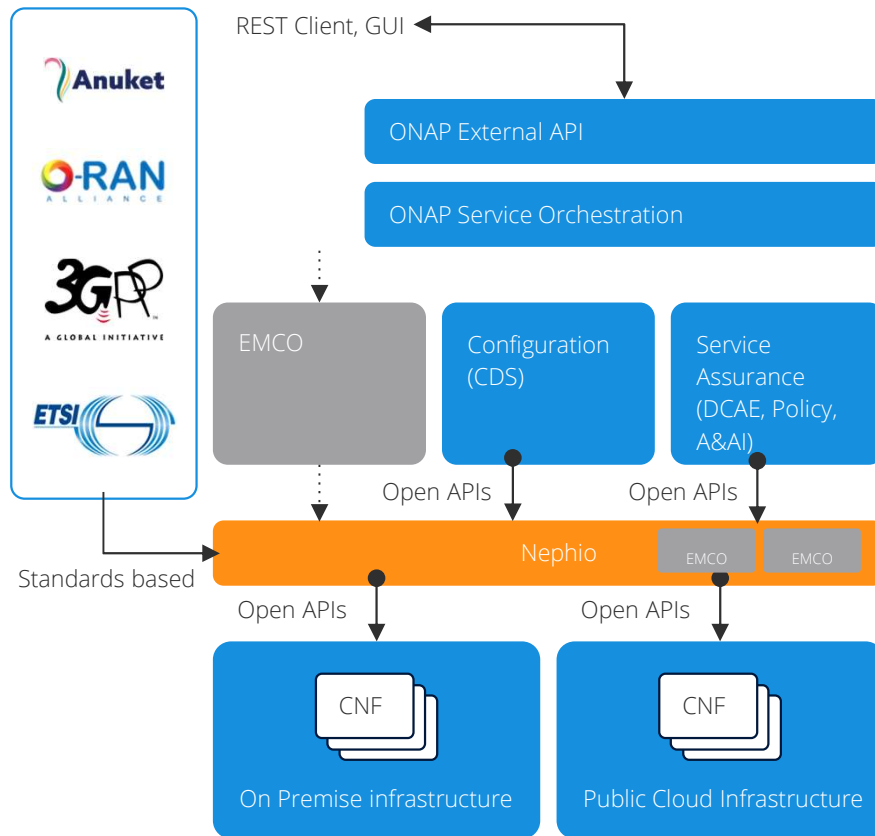 REST Client, GUI
Anuket
ONAP External API
O-RAN
ALLIANCE
ONAP Service Orchestration
3GPP
TM
A GLOBAL INITIATIVE
EMCO
Configuration
(CDS)
Service
Assurance
(DCAE, Policy,
A&AI)
ETSI
Open APIs
Open APIs
Nephio
EMCO
EMCO
Standards based
Open APIs
Open APIs
CNF
CNF
On Premise infrastructure
Public Cloud Infrastructure